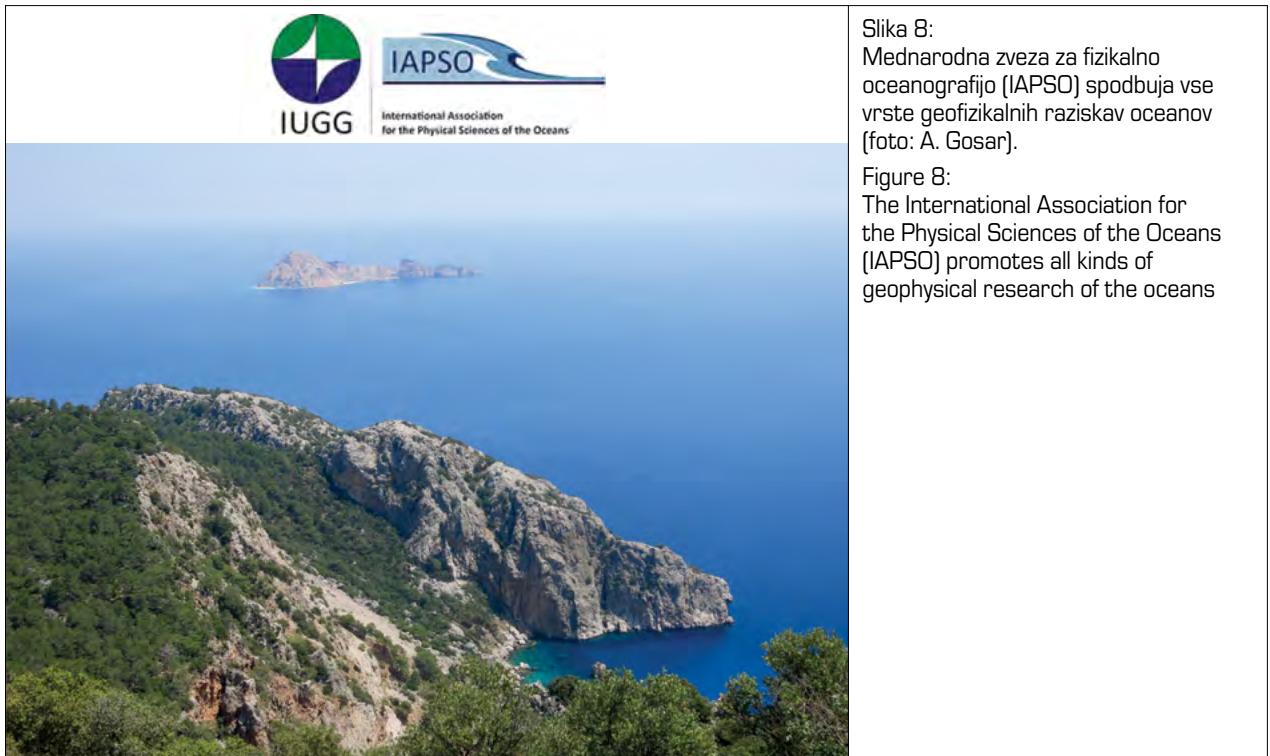 IUGG
IAPSO
International Association
for the Physical Sciences of the Oceans
Slika 8:
Mednarodna zveza za fizikalno
oceanografijo (IAPSO) spodbuja vse
vrste geofizikalnih raziskav oceanov
(foto: A. Gosar).
Figure 8:
The International Association for
the Physical Sciences of the Oceans
(IAPSO) promotes all kinds of
geophysical research of the oceans